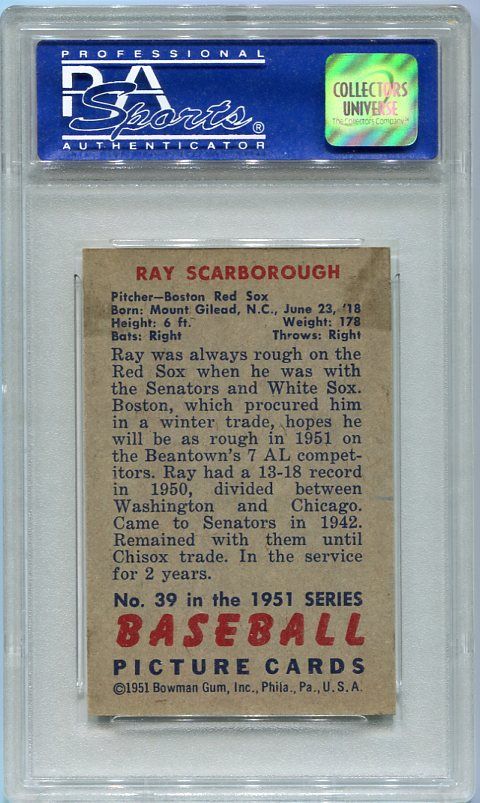 PROFESSIONAL
PSA
Sports®
AUTHENTICATOR
COLLECTORS
UNIVERSE
The Collectors Company™
RAY SCARBOROUGH
Pitcher—Boston Red Sox
Born: Mount Gilead, N.C., June 23, '18
Height: 6 ft. Weight: 178
Bats: Right Throws: Right
Ray was always rough on the
Red Sox when he was with
the Senators and White Sox.
Boston, which procured him
in a winter trade, hopes he
will be as rough in 1951 on
the Beantown's 7 AL compet-
itors. Ray had a 13-18 record
in 1950, divided between
Washington and Chicago.
Came to Senators in 1942.
Remained with them until
Chisox trade. In the service
for 2 years.
No. 39 in the 1951 SERIES
BASEBALL
PICTURE CARDS
©1951 Bowman Gum, Inc., Phila., Pa., U.S.A.